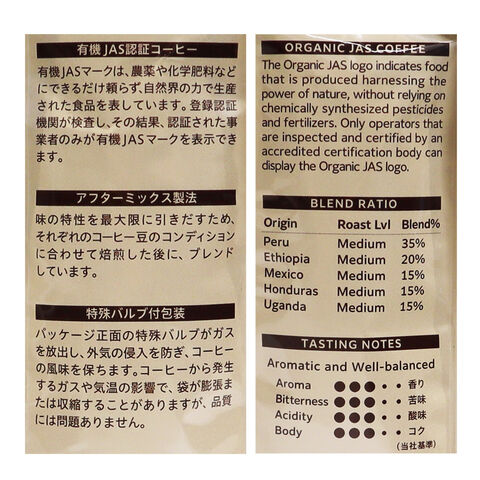 有機JAS認証コーヒー
有機JASマークは、農薬や化学肥料など
にできるだけ頼らず、自然界の力で生産
された食品を表しています。登録認証
機関が検査し、その結果、認証された事
業者のみが有機JASマークを表示でき
ます。
アフターミックス製法
味の特性を最大限に引きだすため、
それぞれのコーヒー豆のコンディション
に合わせて焙煎した後に、ブレンド
しています。
特殊バルブ付包装
パッケージ正面の特殊バルブがガス
を放出し、外気の侵入を防ぎ、コーヒー
の風味を保ちます。コーヒーから発生
するガスや気温の影響で、袋が膨張ま
たは収縮することがありますが、品質
には問題ありません。
ORGANIC JAS COFFEE
The Organic JAS logo indicates food
that is produced harnessing the
power of nature, without relying on
chemically synthesized pesticides
and fertilizers. Only operators that
are inspected and certified by an
accredited certification body can
display the Organic JAS logo.
BLEND RATIO
Origin Roast Lvl Blend%
Peru Medium 35%
Ethiopia Medium 20%
Mexico Medium 15%
Honduras Medium 15%
Uganda Medium 15%
TASTING NOTES
Aromatic and Well-balanced
Aroma 香り
Bitterness 苦味
Acidity 酸味
Body コク
(当社基準)